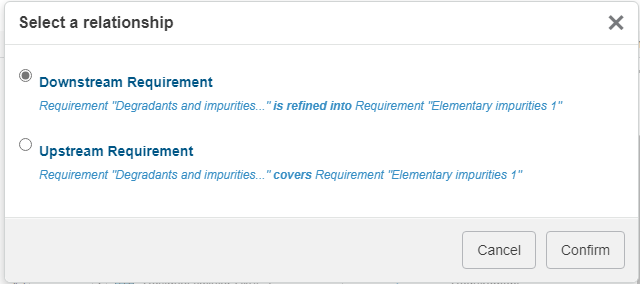 Select a relationship
Downstream Requirement
Requirement "Degradants and impurities..." is refined into Requirement "Elementary impurities 1"
Upstream Requirement
Requirement "Degradants and impurities..." covers Requirement "Elementary impurities 1"
Cancel Confirm